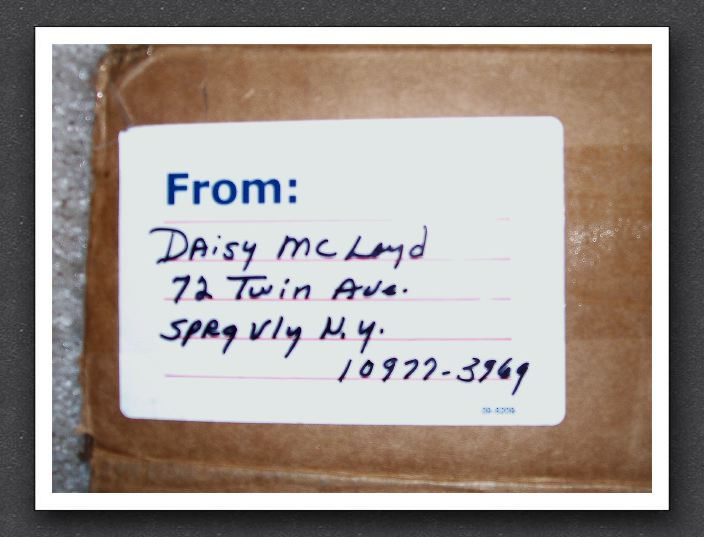 From:
Daisy McLoyd
72 Twin Ave.
Sprg Vly N.Y.
10977-3969